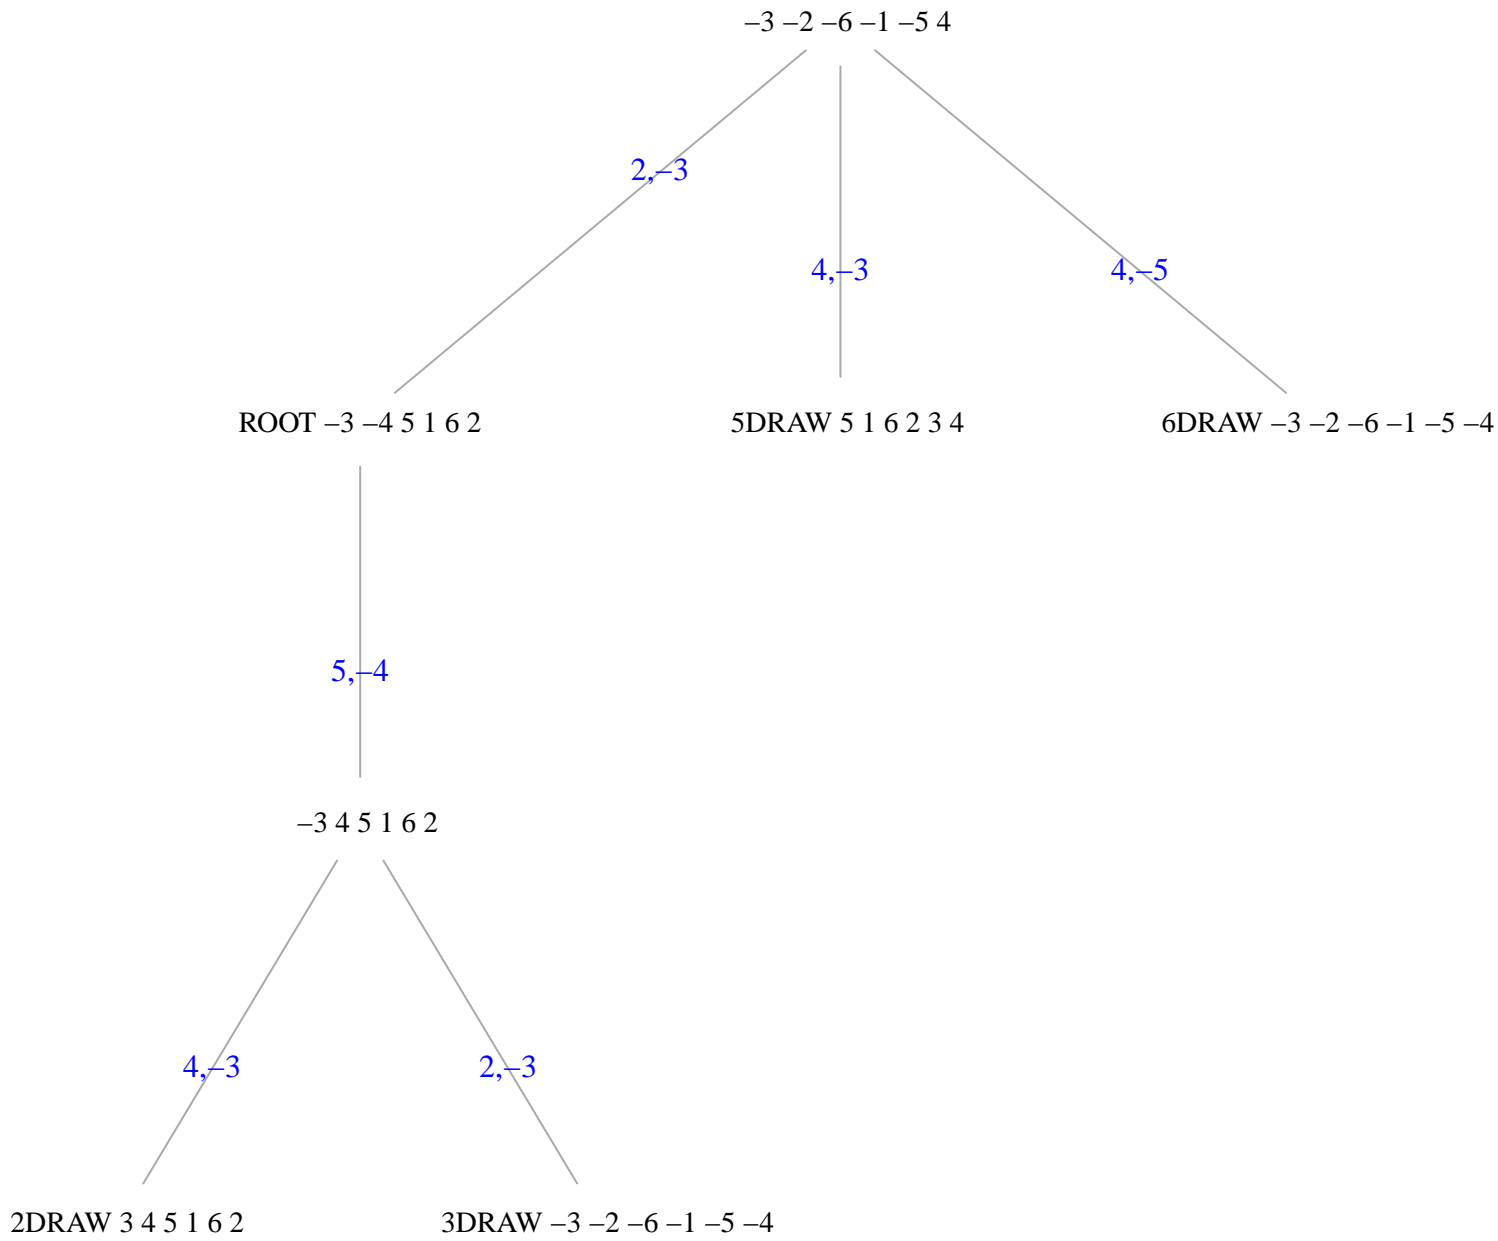 –3 –2 –6 –1 –5 4
2,–3
4,–3
4,–5
ROOT –3 –4 5 1 6 2
5DRAW 5 1 6 2 3 4
6DRAW –3 –2 –6 –1 –5 –4
5,–4
–3 4 5 1 6 2
4,–3
2,–3
2DRAW 3 4 5 1 6 2
3DRAW –3 –2 –6 –1 –5 –4